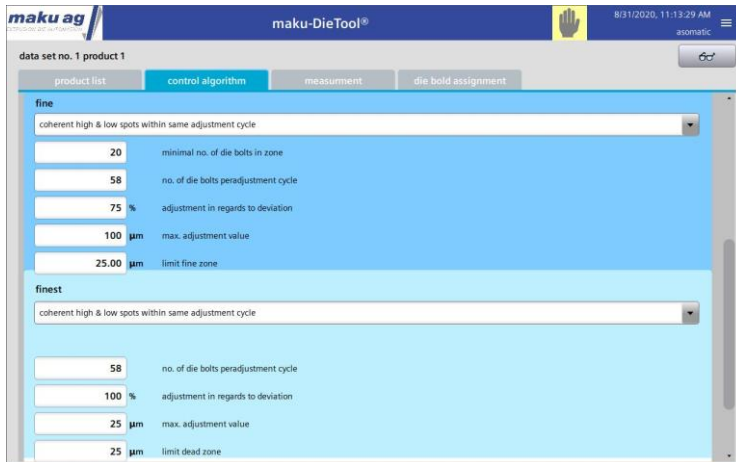 maku ag
maku-DieTool®
8/31/2020, 11:13:29 AM
asomatic
data set no. 1 product 1
product list
control algorithm
measurment
die bold assignment
fine
coherent high & low spots within same adjustment cycle
20 minimal no. of die bolts in zone
58 no. of die bolts peradjustment cycle
75 % adjustment in regards to deviation
100 µm max. adjustment value
25.00 µm limit fine zone
finest
coherent high & low spots within same adjustment cycle
58 no. of die bolts peradjustment cycle
100 % adjustment in regards to deviation
25 µm max. adjustment value
25 µm limit dead zone